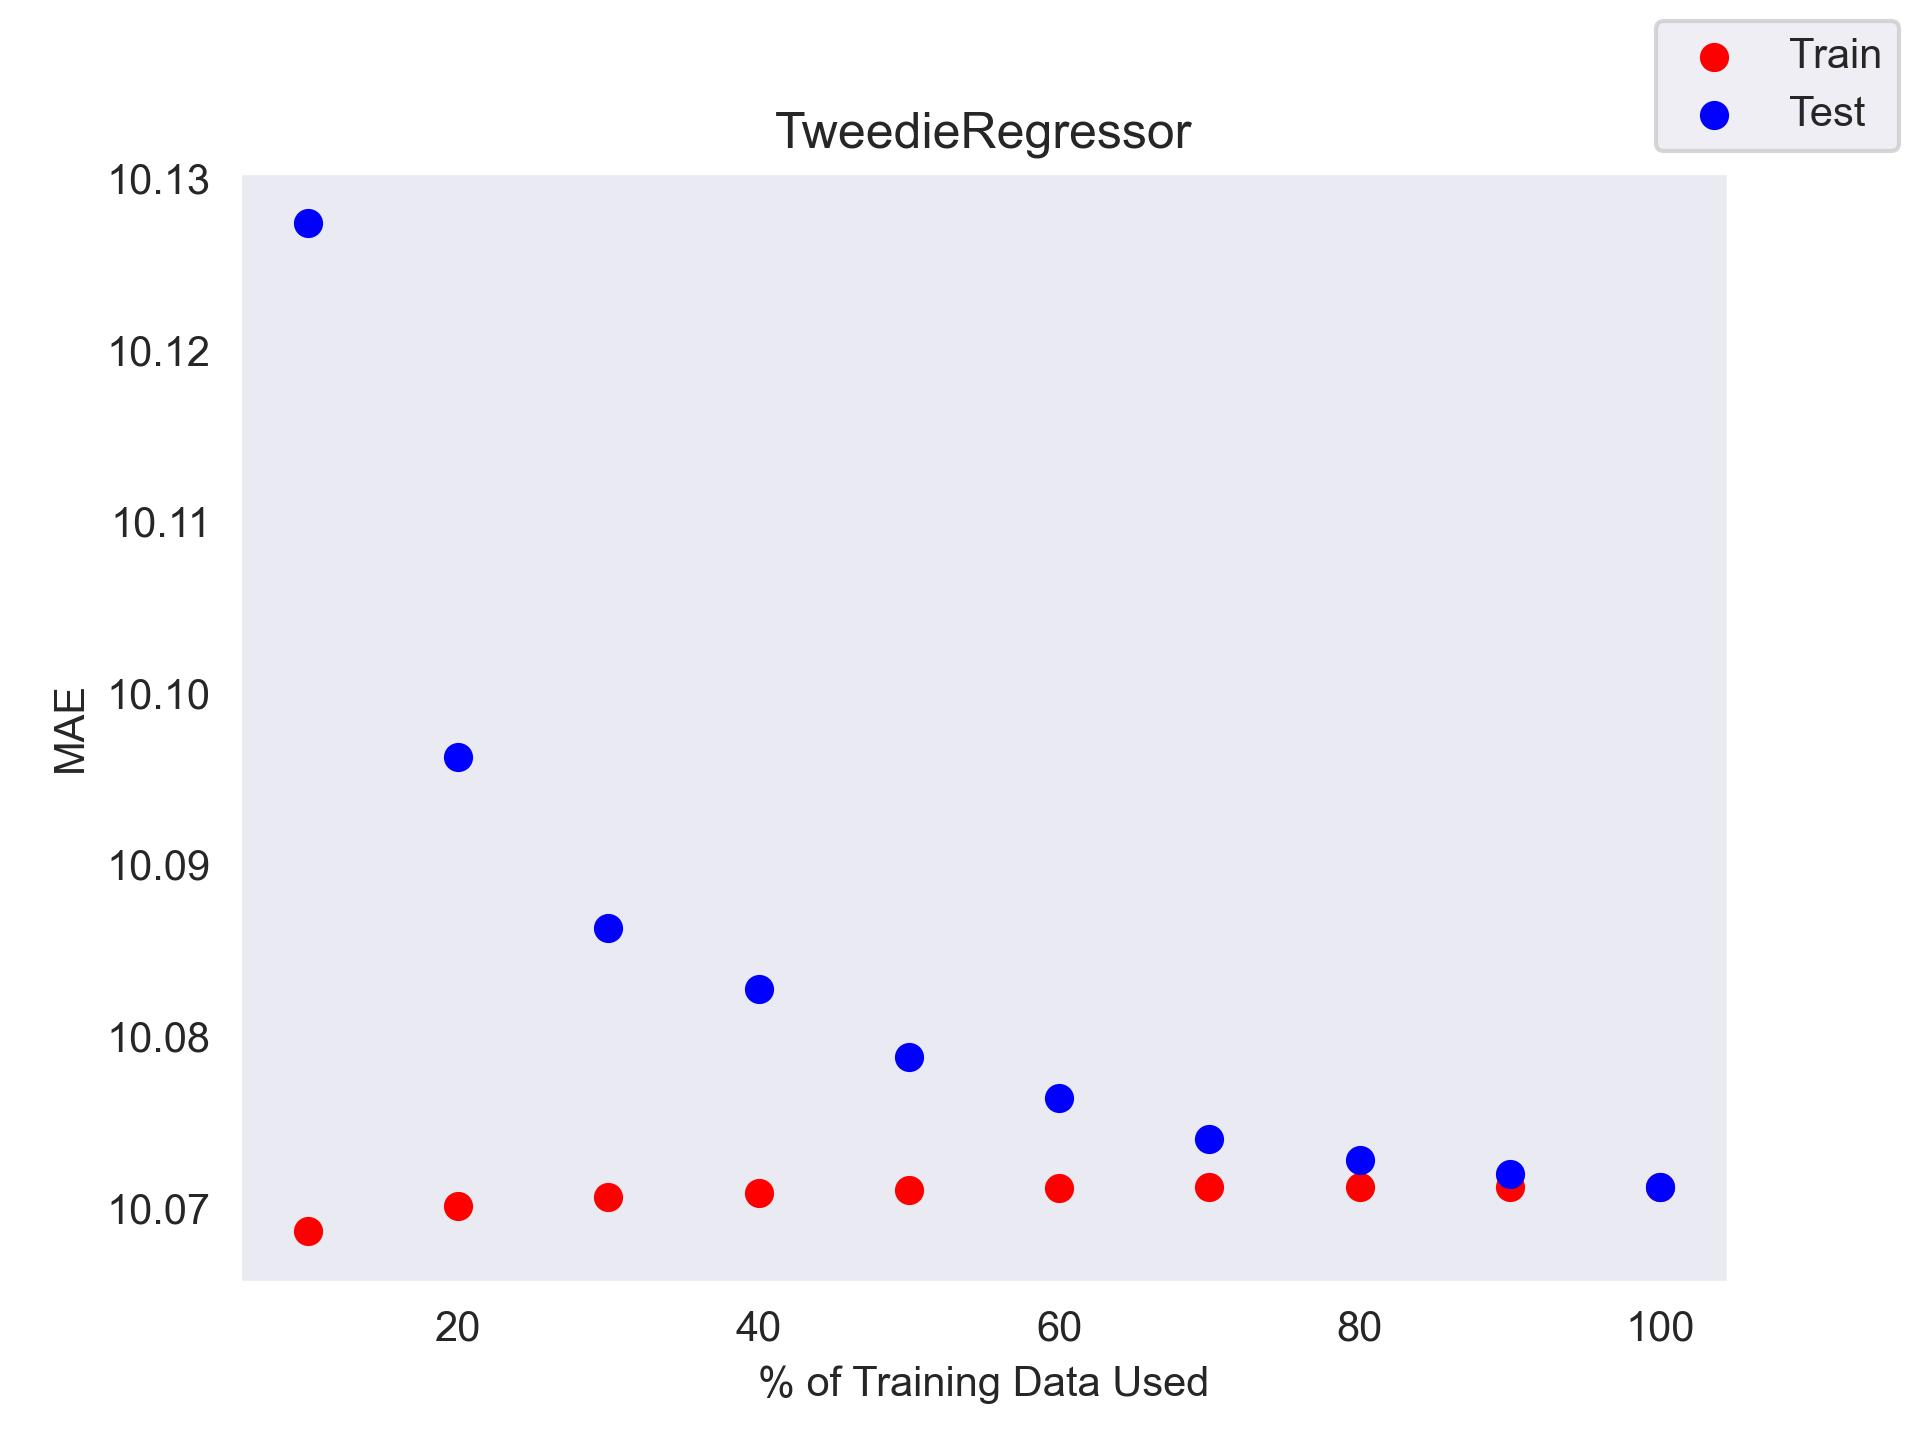 Train
Test
TweedieRegressor
10.13
10.12
10.11
10.10
10.09
10.08
10.07
MAE
20 40 60 80 100
% of Training Data Used